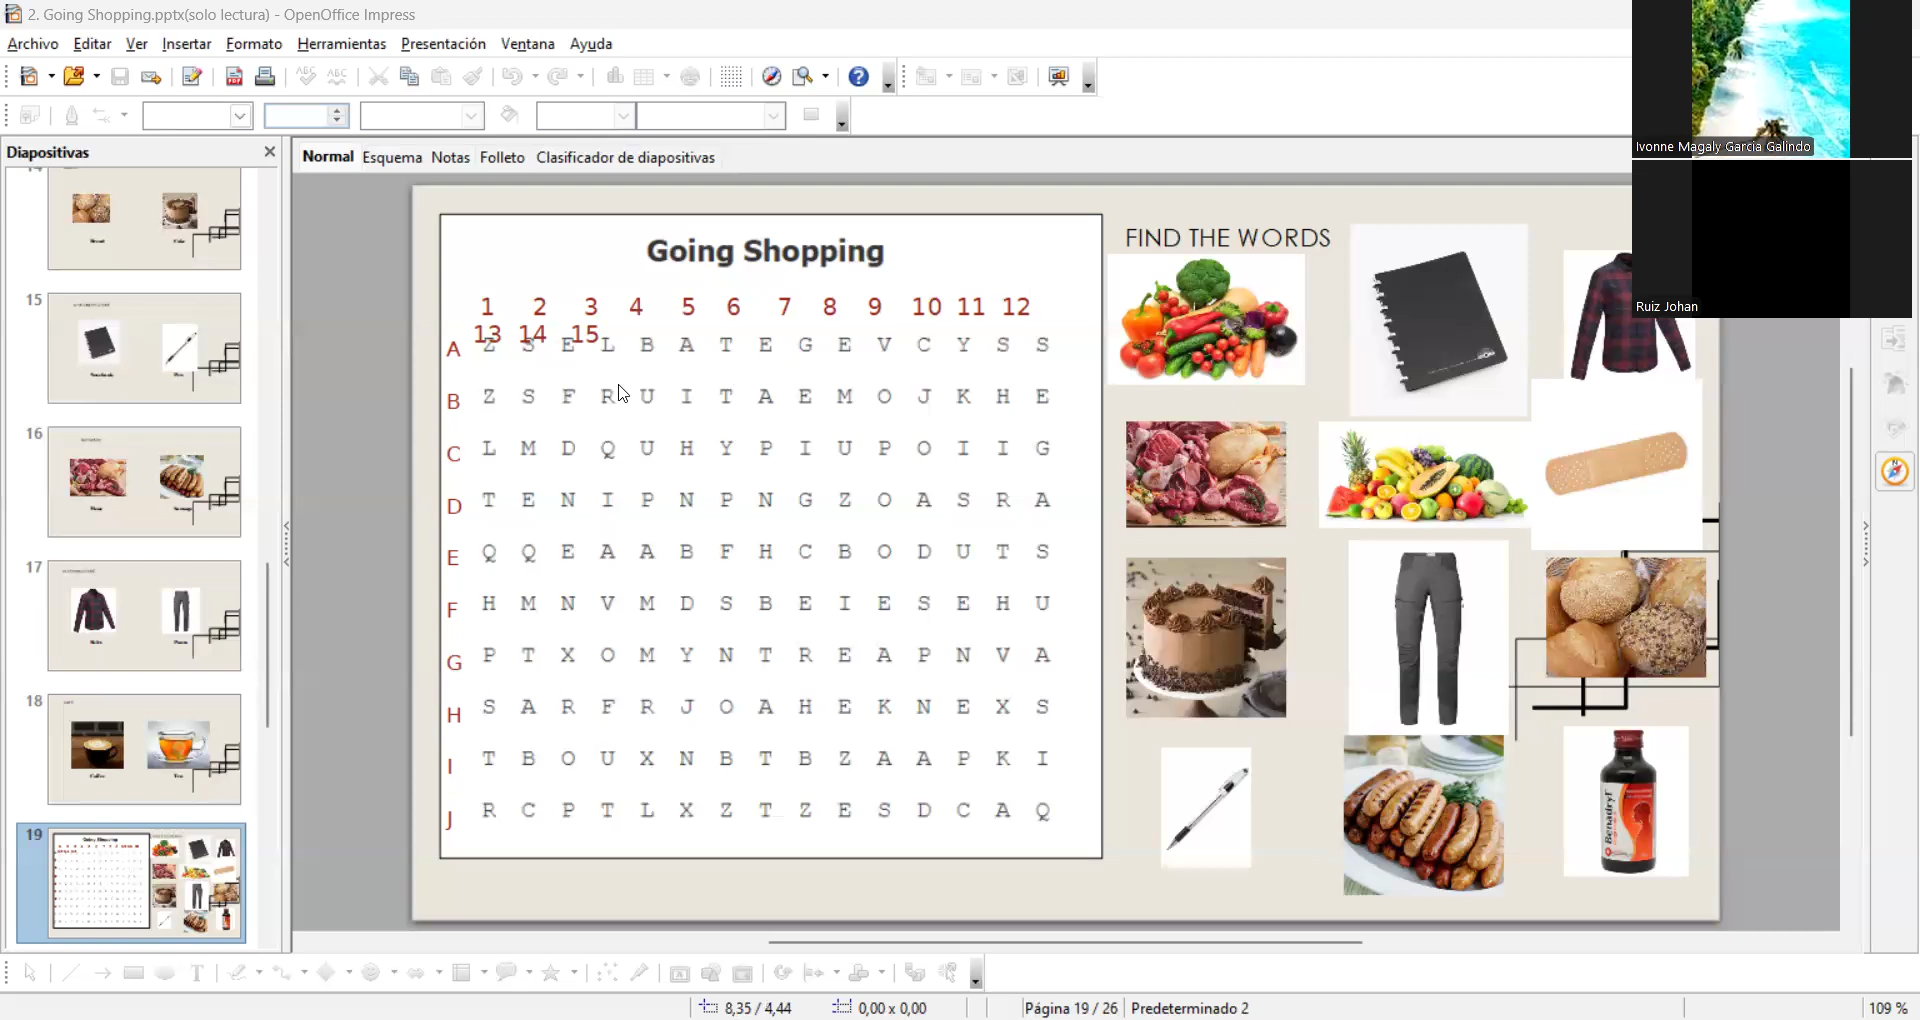 2. Going Shopping.pptx(solo lectura) - OpenOffice Impress
Archivo Editar Ver Insertar Formato Herramientas Presentación Ventana Ayuda
Diapositivas
Normal Esquema Notas Folleto Clasificador de diapositivas
Ivonne Magaly Garcia Galindo
Ruiz Johan
15
16
17
18
19
Going Shopping
FIND THE WORDS
1 2 3 4 5 6 7 8 9 10 11 12
13 14 15
A Z S E L B A T E G E V C Y S S
B Z S F R U I T A E M O J K H E
C L M D Q U H Y P I U P O I I G
D T E N I P N P N G Z O A S R A
E Q Q E A A B F H C B O D U T S
F H M N V M D S B E I E S E H U
G P T X O M Y N T R E A P N V A
H S A R F R J O A H E K N E X S
I T B O U X N B T B Z A A P K I
J R C P T L X Z T Z E S D C A Q
Benadryl
8,35 / 4,44
0,00 x 0,00
Página 19 / 26
Predeterminado 2
109 %